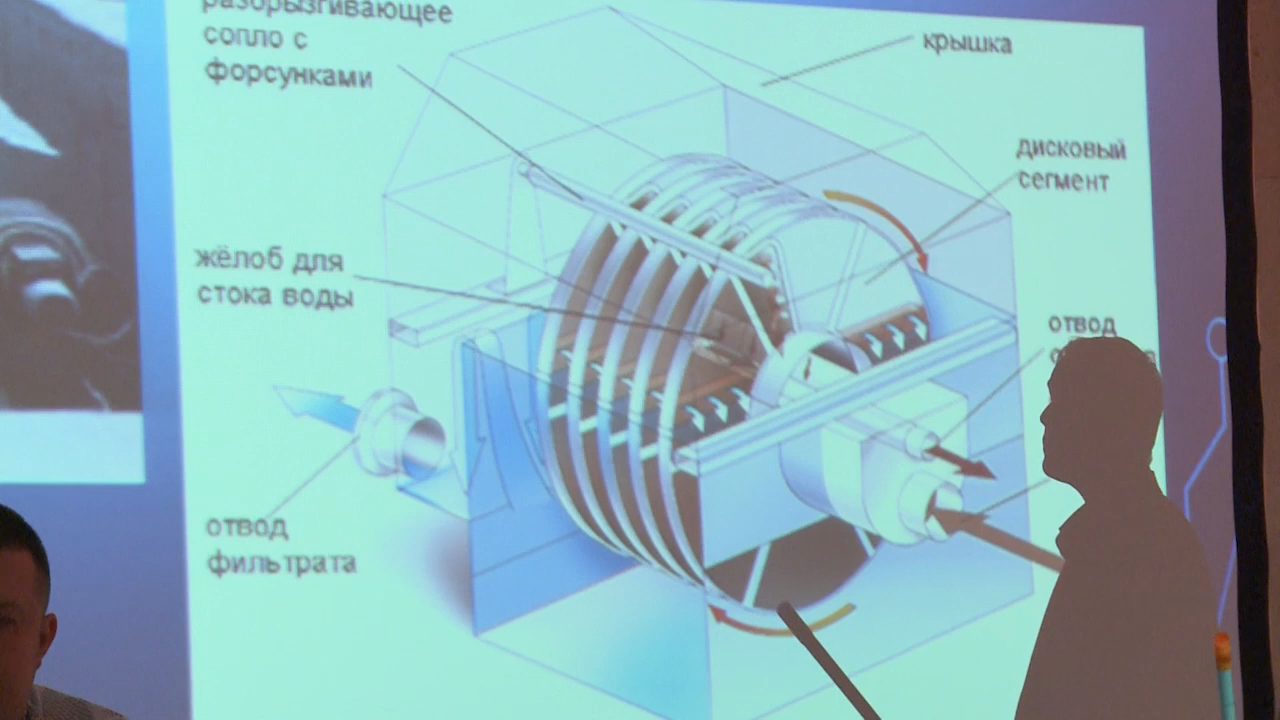 разбрызгивающее
сопло с
форсунками
крышка
дисковый
сегмент
жёлоб для
стока воды
отвод
отвод
фильтрата